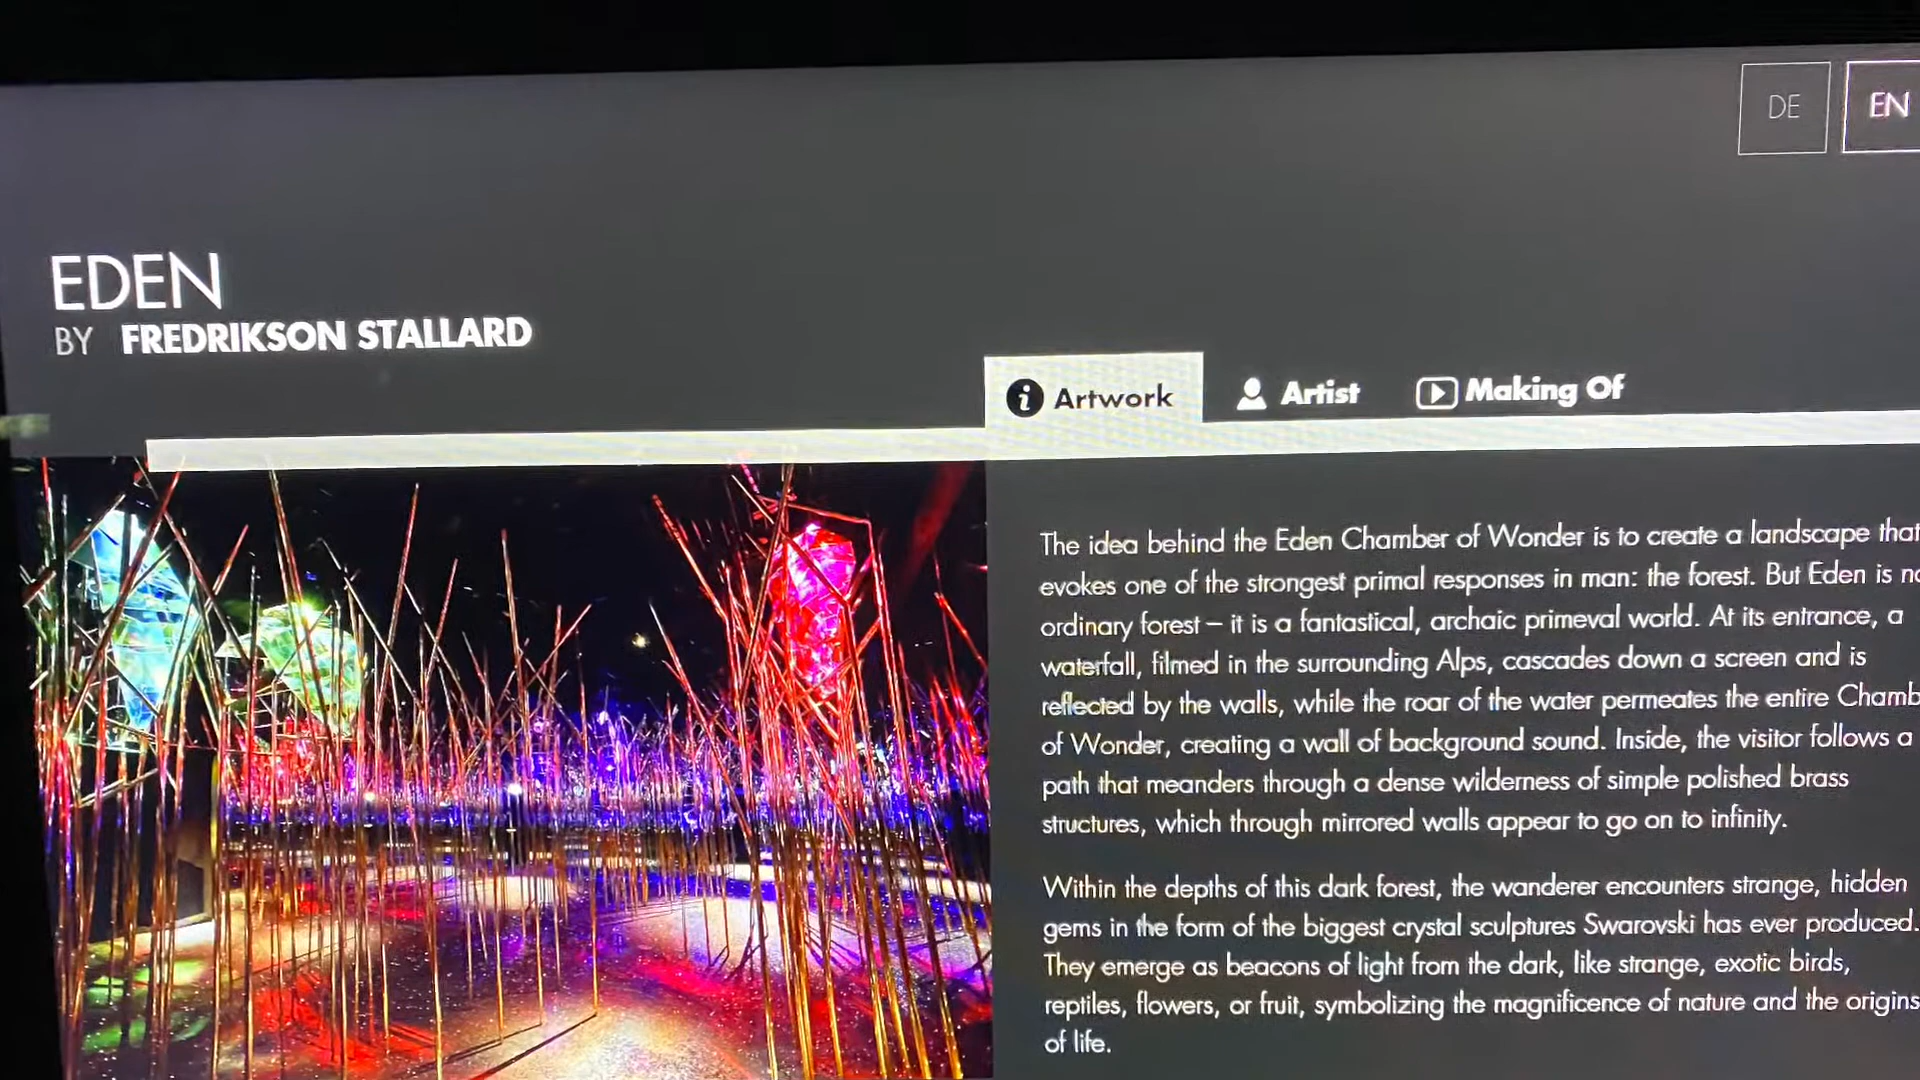 DE EN
EDEN
BY FREDRIKSON STALLARD
i Artwork Artist Making Of
The idea behind the Eden Chamber of Wonder is to create a landscape that
evokes one of the strongest primal responses in man: the forest. But Eden is
ordinary forest – it is a fantastical, archaic primeval world. At its entrance, a
waterfall, filmed in the surrounding Alps, cascades down a screen and is
reflected by the walls, while the roar of the water permeates the entire Chamb
of Wonder, creating a wall of background sound. Inside, the visitor follows a
path that meanders through a dense wilderness of simple polished brass
structures, which through mirrored walls appear to go on to infinity.
Within the depths of this dark forest, the wanderer encounters strange, hidden
gems in the form of the biggest crystal sculptures Swarovski has ever produced.
They emerge as beacons of light from the dark, like strange, exotic birds,
reptiles, flowers, or fruit, symbolizing the magnificence of nature and the origins
of life.